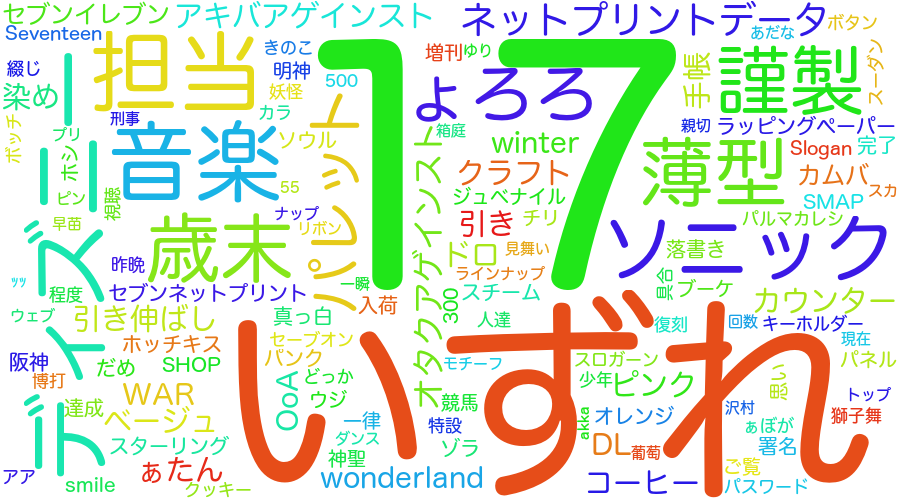 セブンイレブン
アキバアゲインスト
ネットプリントデータ
Seventeen
きのこ
増刊
ゆり
あだな
ボタン
綴じ
染め
担当
明神
妖怪
500
17
ょろろ
手帳
謹製
スーダン
ボッチ
プリ
ホシ
刑事
音楽
カラ
ソウル
パレット
箱庭
親切
ラッピングペーパー
winter
薄型
Slogan
完了
ディズニー
ピン
視聴
55
クラフト
カムバ
SMAP
スカ
早苗
歳末
ナップ
リボン
オタクアゲインスト
ジュベナイル
引き
チリ
ソニック
パルマカレシ
ッッ
昨晩
ドロ
見舞い
落書き
程度
セブンネットプリント
一瞬
ラインナップ
具合
ブーケ
ウェブ
引き伸ばし
真っ白
入荷
300
スチーム
カウンター
人達
復刻
回数
キーホルダー
阪神
ホッチキス
セーブオン
いずれ
スロガーン
現在
博打
だめ
SHOP
パンク
モチーフ
パネル
WAR
OoA
どっか
少年
ピンク
思い
トップ
達成
ベージュ
ウジ
競馬
aka
オレンジ
沢村
獅子舞
スターリング
一律
特設
ダンス
ゾラ
DL
葡萄
ぁぼが
署名
アア
smile
ぁたん
神聖
クッキー
wonderland
コーヒー
ご覧
パスワード